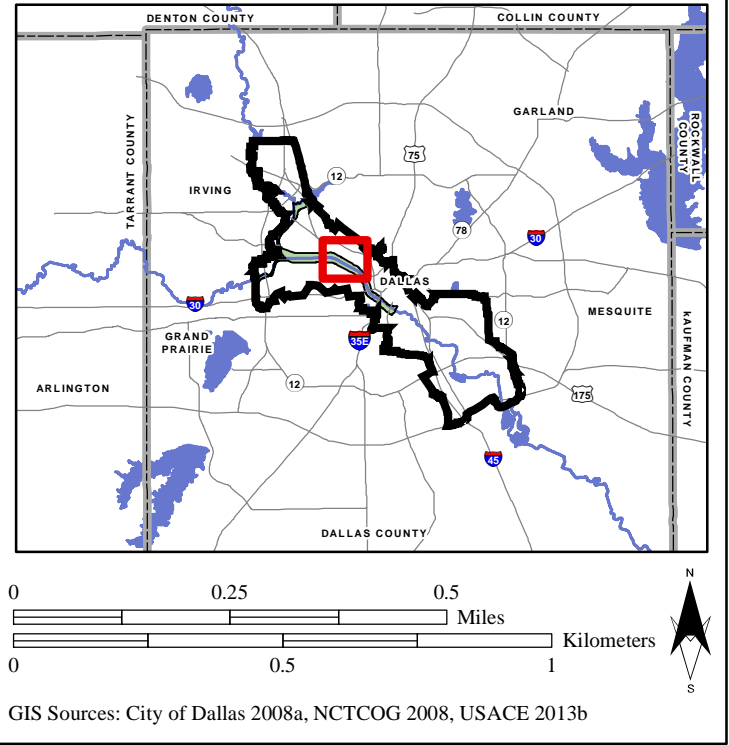 DENTON COUNTY
COLLIN COUNTY
GARLAND
TARRANT COUNTY
ROCKWALL
COUNTY
75
12
IRVING
78
30
DALLAS
30
12
MESQUITE
GRAND
PRAIRIE
35E
KAUFMAN COUNTY
ARLINGTON
12
175
45
DALLAS COUNTY
0 0.25 0.5
Miles
Kilometers
0 0.5 1
N
S
GIS Sources: City of Dallas 2008a, NCTCOG 2008, USACE 2013b